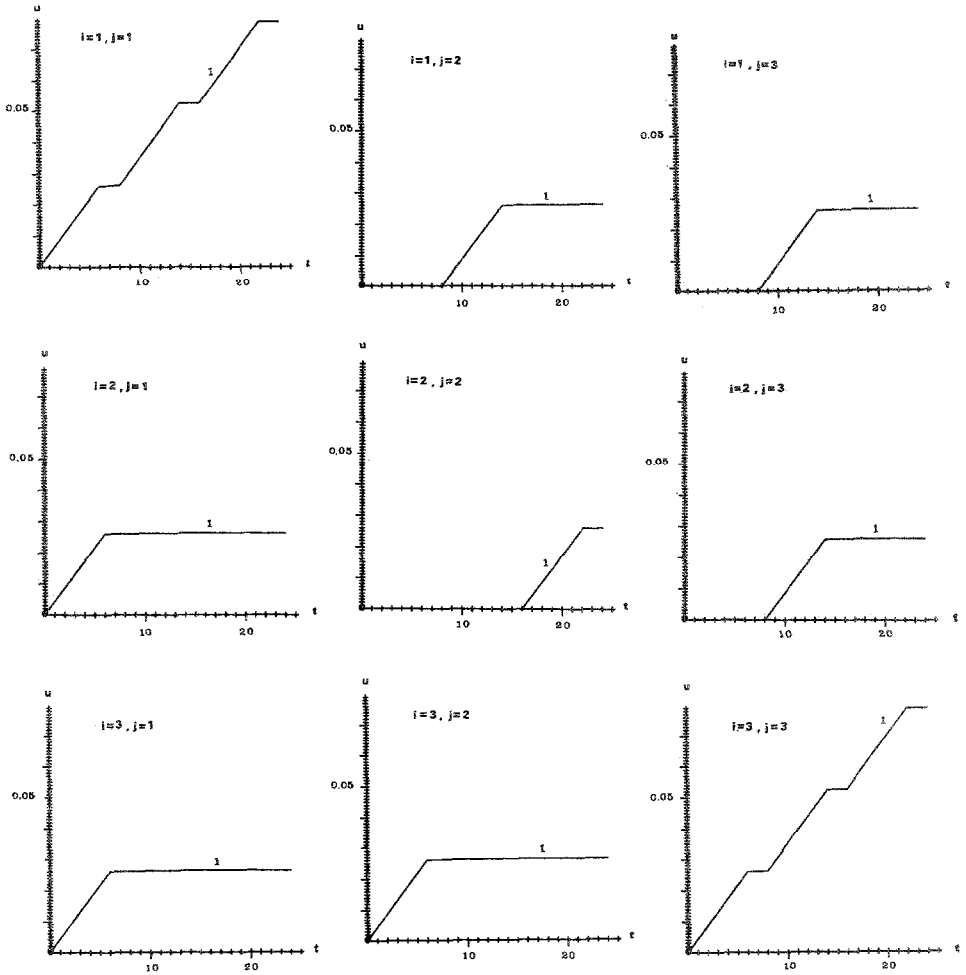 u
i=1, j=1
1
0.05
10
20
t
u
i=1, j=2
0.05
1
10
20
t
u
i=1, j=3
0.05
1
10
20
t
u
i=2, j=1
0.05
1
10
20
t
u
i=2, j=2
0.05
1
10
20
t
u
i=2, j=3
0.05
1
10
20
t
u
i=3, j=1
0.05
1
10
20
t
u
i=3, j=2
0.05
1
10
20
t
u
i=3, j=3
1
0.05
10
20
t